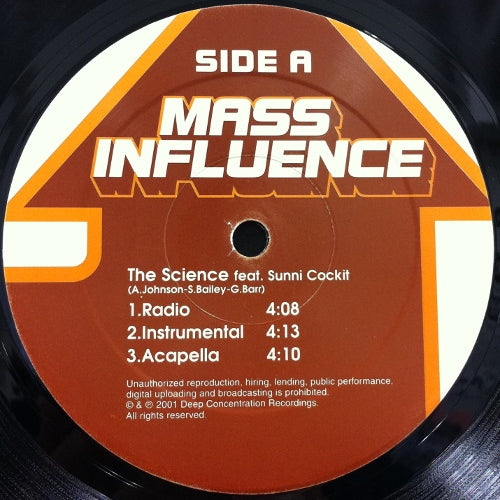 SIDE A
MASS
INFLUENCE
The Science feat. Sunni Cockit
(A.Johnson-S.Bailey-G.Barr)
1.Radio 4:08
2.Instrumental 4:13
3.Acapella 4:10
Unauthorized reproduction, hiring, lending, public performance,
digital uploading and broadcasting is prohibited.
© & ℗ 2001 Deep Concentration Recordings.
All rights reserved.